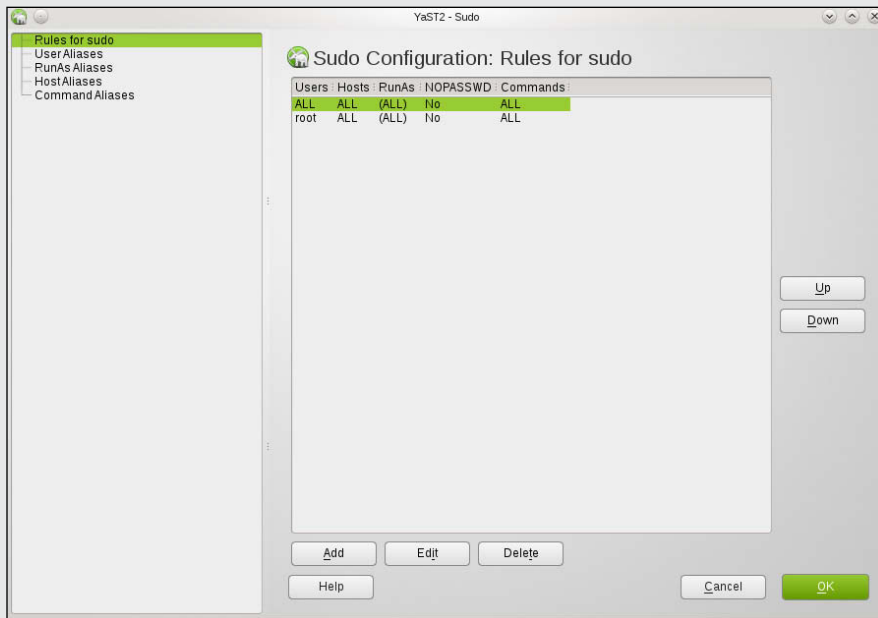 YaST2 - Sudo
Rules for sudo
User Aliases
RunAs Aliases
Host Aliases
Command Aliases
Sudo Configuration: Rules for sudo
Users Hosts RunAs NOPASSWD Commands
ALL ALL (ALL) No ALL
root ALL (ALL) No ALL
Up
Down
Add Edit Delete
Help Cancel OK